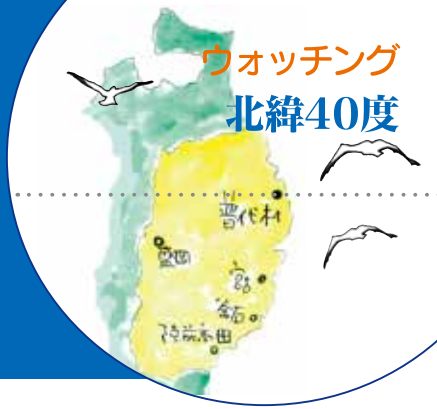 ウォッチング
北緯40度
普代村
盛岡
宮古
釜石
陸前高田